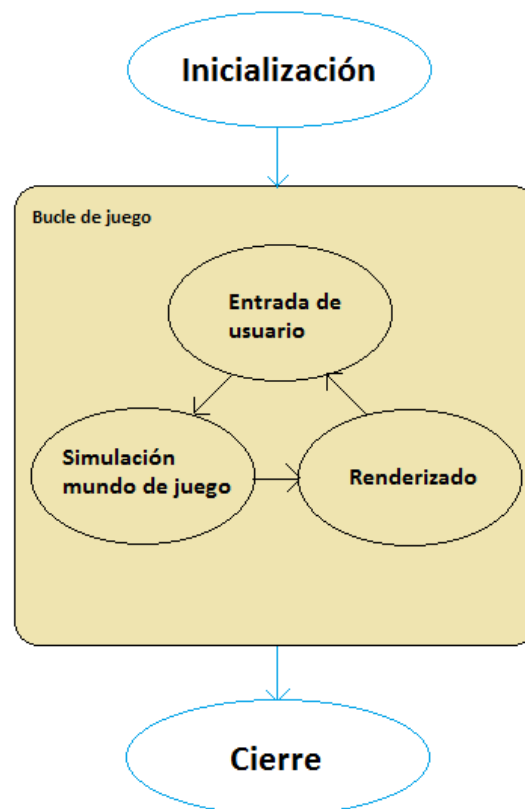 Inicialización
Bucle de juego
Entrada de
usuario
Simulación
mundo de juego
Renderizado
Cierre